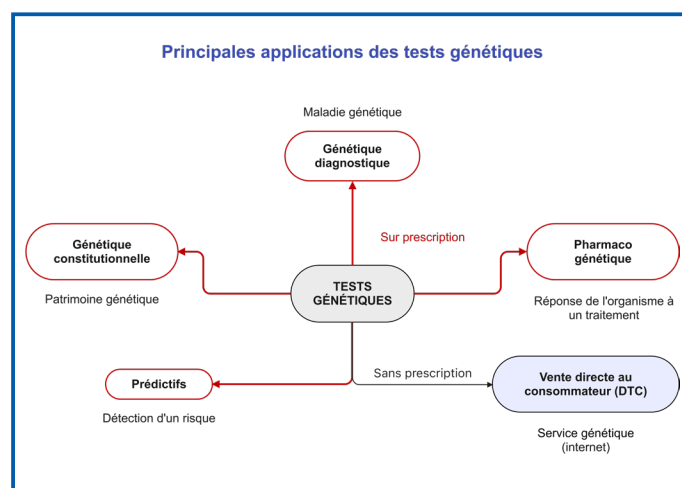 Principales applications des tests génétiques
Maladie génétique
Génétique
diagnostique
Génétique
constitutionnelle
Sur prescription
Pharmaco
génétique
Patrimoine génétique
TESTS
GÉNÉTIQUES
Réponse de l'organisme à
un traitement
Prédictifs
Sans prescription
Vente directe au
consommateur (DTC)
Détection d'un risque
Service génétique
(internet)